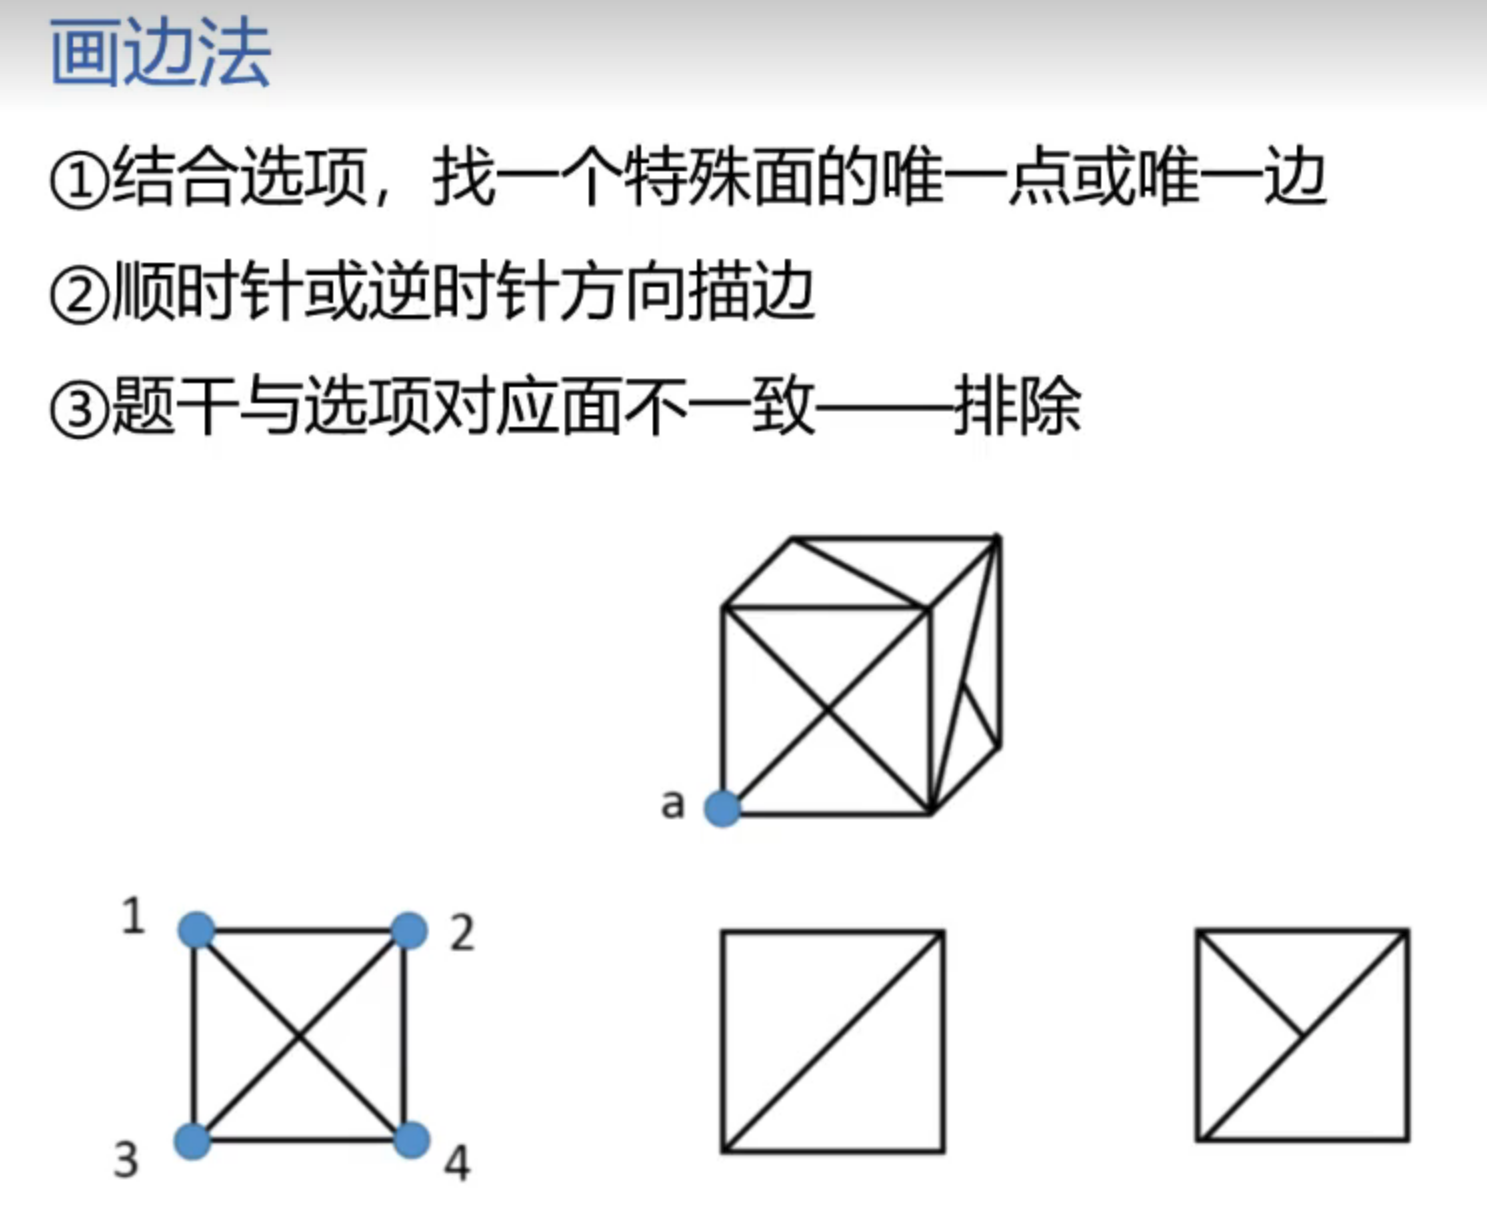 画边法
①结合选项，找一个特殊面的唯一点或唯一边
②顺时针或逆时针方向描边
③题干与选项对应面不一致——排除
a
1
2
3
4